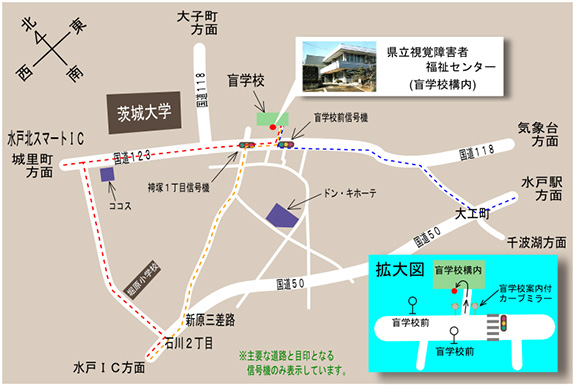 北
東
西
南
大子町
方面
国道118
県立視覚障害者
福祉センター
(盲学校構内)
盲学校
茨城大学
盲学校前信号機
水戸北スマートIC
城里町
方面
国道123
国道118
気象台
方面
袴塚1丁目信号機
ココス
ドン・キホーテ
水戸駅
方面
大工町
国道50
千波湖方面
堀原小学校
国道50
新原三差路
石川2丁目
水戸IC方面
※主要な道路と目印となる
信号機のみ表示しています。
拡大図
盲学校構内
盲学校案内付
カーブミラー
盲学校前
盲学校前